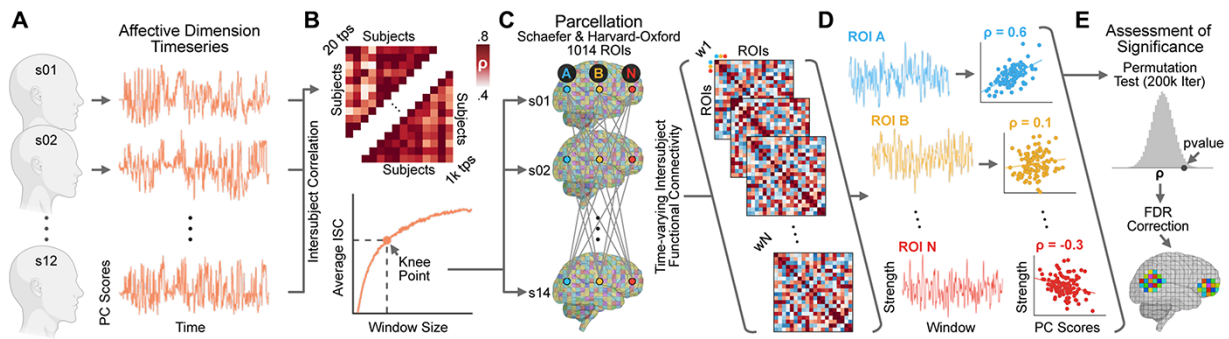 A
Affective Dimension
Timeseries
s01
s02
s12
PC Scores
Time
Intersubject Correlation
B
20 tps
Subjects
Subjects
.8
ρ
.4
Subjects
Subjects
1k tps
Average ISC
Knee
Point
Window Size
C
Parcellation
Schaefer & Harvard-Oxford
1014 ROIs
A
B
N
s01
s02
s14
Time-varying Intersubject
Functional Connectivity
w1
ROIs
ROIs
wN
D
ROI A
ρ = 0.6
ROI B
ρ = 0.1
ROI N
ρ = -0.3
Strength
Window
Strength
PC Scores
E
Assessment of
Significance
Permutation
Test (200k Iter)
pvalue
ρ
FDR
Correction